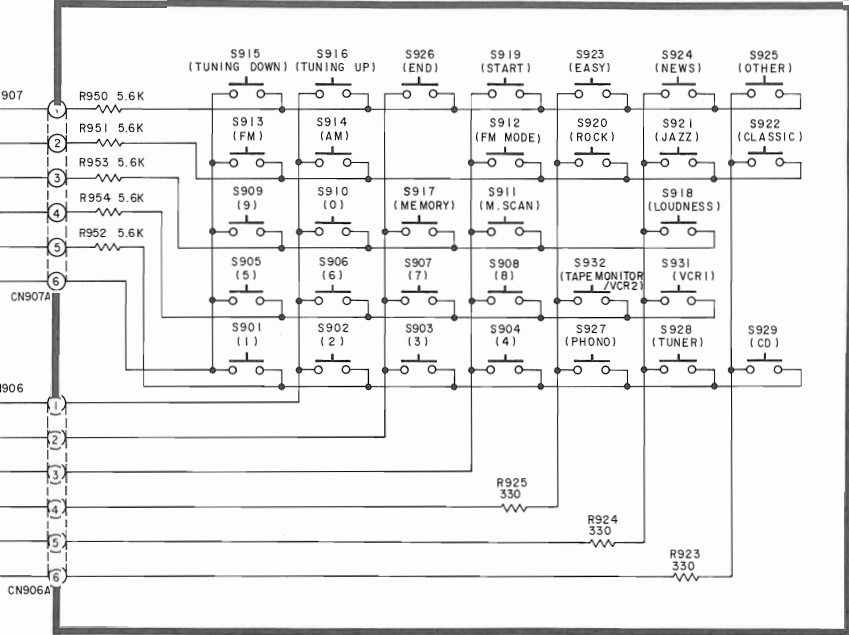 S915 S916 S926 S919 S923 S924 S925
(TUNING DOWN) (TUNING UP) (END) (START) (EASY) (NEWS) (OTHER)
907
R950 5.6K
1
S913 S914 S912 S920 S921 S922
(FM) (AM) (FM MODE) (ROCK) (JAZZ) (CLASSIC)
R951 5.6K
2
R953 5.6K
3
S909 S910 S917 S911 S918
(9) (0) (MEMORY) (M.SCAN) (LOUDNESS)
R954 5.6K
4
R952 5.6K
5
S905 S906 S907 S908 S932 S931
(5) (6) (7) (8) (TAPE MONITOR (VCR1)
/VCR2)
6
CN907A
S901 S902 S903 S904 S927 S928 S929
(1) (2) (3) (4) (PHONO) (TUNER) (CD)
906
1
2
3
R925
330
4
R924
330
5
R923
330
6
CN906A